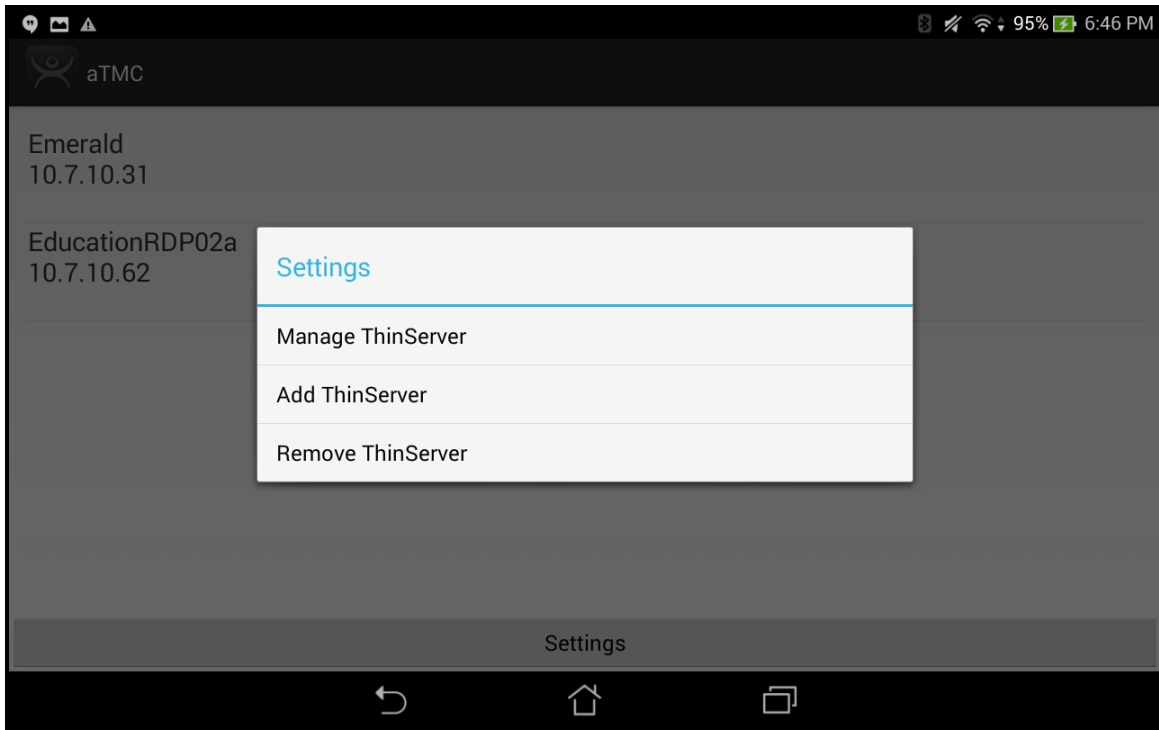 95% 6:46 PM
aTMC
Emerald
10.7.10.31
EducationRDP02a
10.7.10.62
Settings
Manage ThinServer
Add ThinServer
Remove ThinServer
Settings